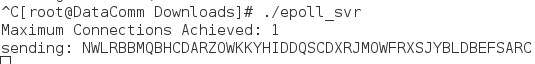 ^C[root@DataComm Downloads]# ./epoll_svr
Maximum Connections Achieved: 1
sending: NWLRBBMQBHCDARZOWKKYHIDDQSCDXRJMOWFRXSJYBLDBEFSARC